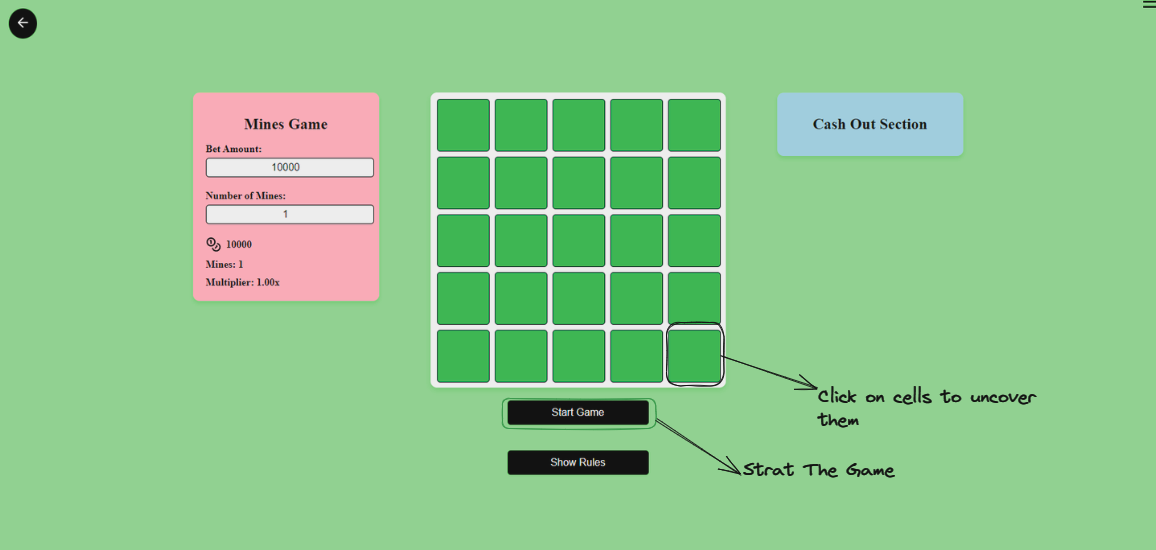 Mines Game
Bet Amount:
10000
Number of Mines:
1
10000
Mines: 1
Multiplier: 1.00x
Cash Out Section
Click on cells to uncover
them
Start Game
Strat The Game
Show Rules